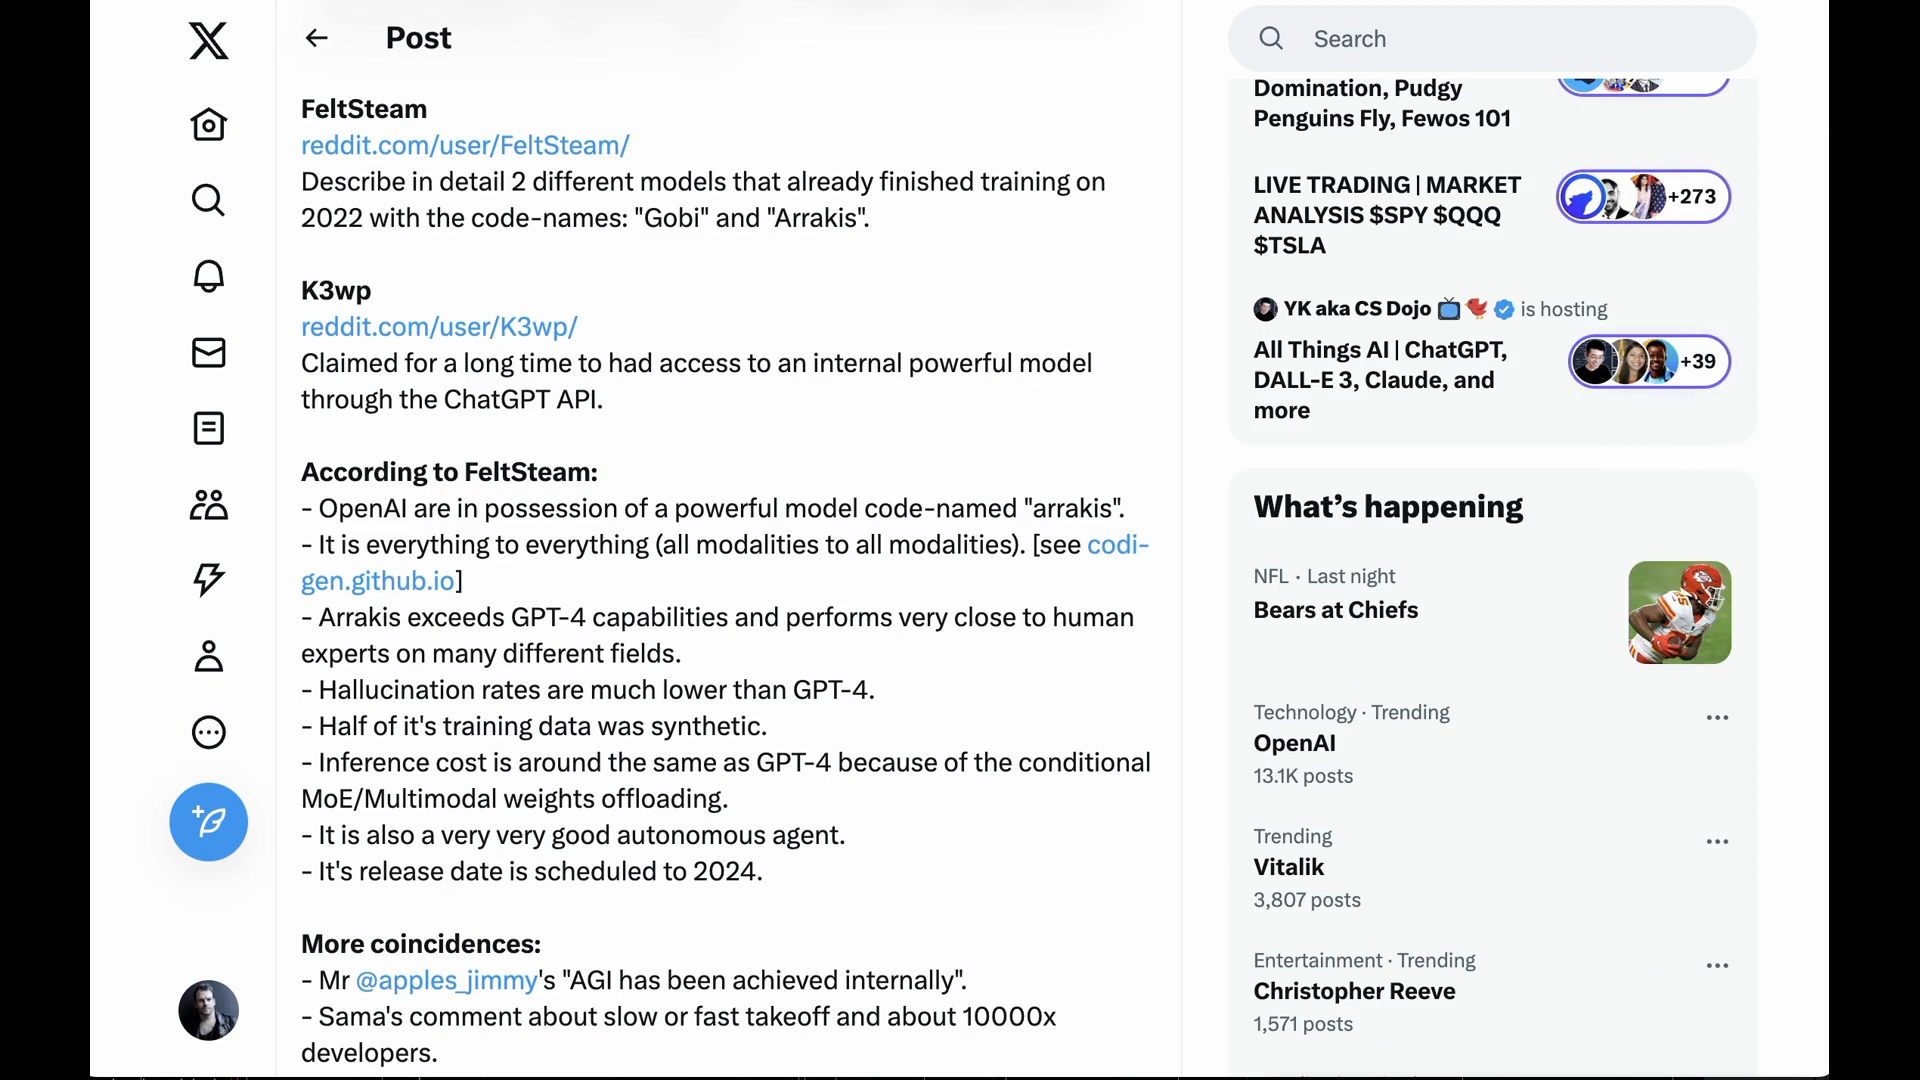 Post
FeltSteam
reddit.com/user/FeltSteam/
Describe in detail 2 different models that already finished training on
2022 with the code-names: "Gobi" and "Arrakis".
K3wp
reddit.com/user/K3wp/
Claimed for a long time to had access to an internal powerful model
through the ChatGPT API.
According to FeltSteam:
- OpenAI are in possession of a powerful model code-named "arrakis".
- It is everything to everything (all modalities to all modalities). [see codi-
gen.github.io]
- Arrakis exceeds GPT-4 capabilities and performs very close to human
experts on many different fields.
- Hallucination rates are much lower than GPT-4.
- Half of it's training data was synthetic.
- Inference cost is around the same as GPT-4 because of the conditional
MoE/Multimodal weights offloading.
- It is also a very very good autonomous agent.
- It's release date is scheduled to 2024.
More coincidences:
- Mr @apples_jimmy's "AGI has been achieved internally".
- Sama's comment about slow or fast takeoff and about 10000x
developers.
Search
Domination, Pudgy
Penguins Fly, Fewos 101
LIVE TRADING | MARKET
ANALYSIS $SPY $QQQ
$TSLA
+273
YK aka CS Dojo is hosting
All Things AI | ChatGPT,
DALL-E 3, Claude, and
more
+39
What's happening
NFL · Last night
Bears at Chiefs
Technology · Trending
OpenAI
13.1K posts
Trending
Vitalik
3,807 posts
Entertainment · Trending
Christopher Reeve
1,571 posts